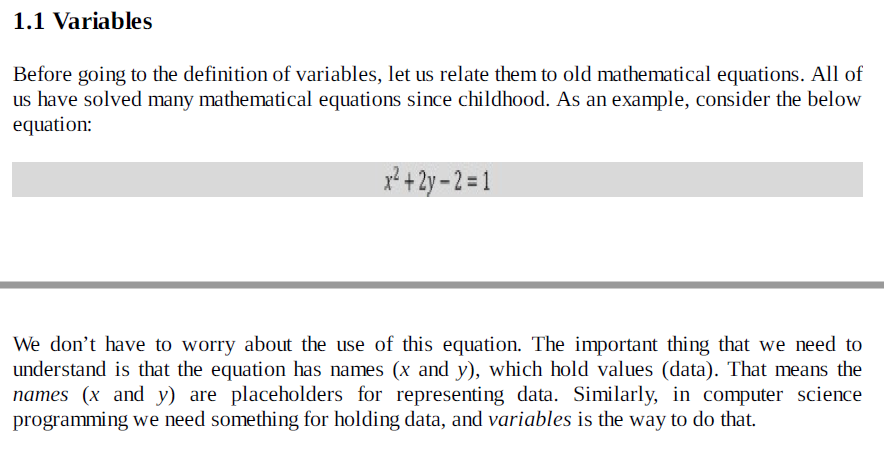 1.1 Variables
Before going to the definition of variables, let us relate them to old mathematical equations. All of
us have solved many mathematical equations since childhood. As an example, consider the below
equation:
x² + 2y – 2 = 1
We don’t have to worry about the use of this equation. The important thing that we need to
understand is that the equation has names (x and y), which hold values (data). That means the
names (x and y) are placeholders for representing data. Similarly, in computer science
programming we need something for holding data, and variables is the way to do that.